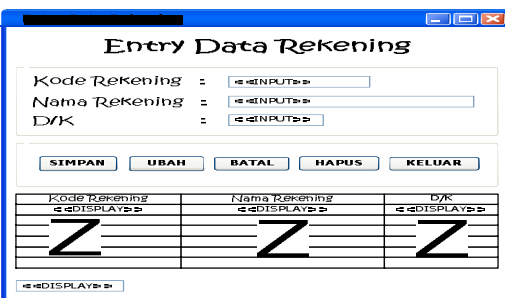 Entry Data Rekening
Kode Rekening : <<INPUT>>
Nama Rekening : <<INPUT>>
D/K : <<INPUT>>
SIMPAN UBAH BATAL HAPUS KELUAR
Kode Rekening Nama Rekening D/K
<<DISPLAY>> <<DISPLAY>> <<DISPLAY>>
Z Z Z
<<DISPLAY>>